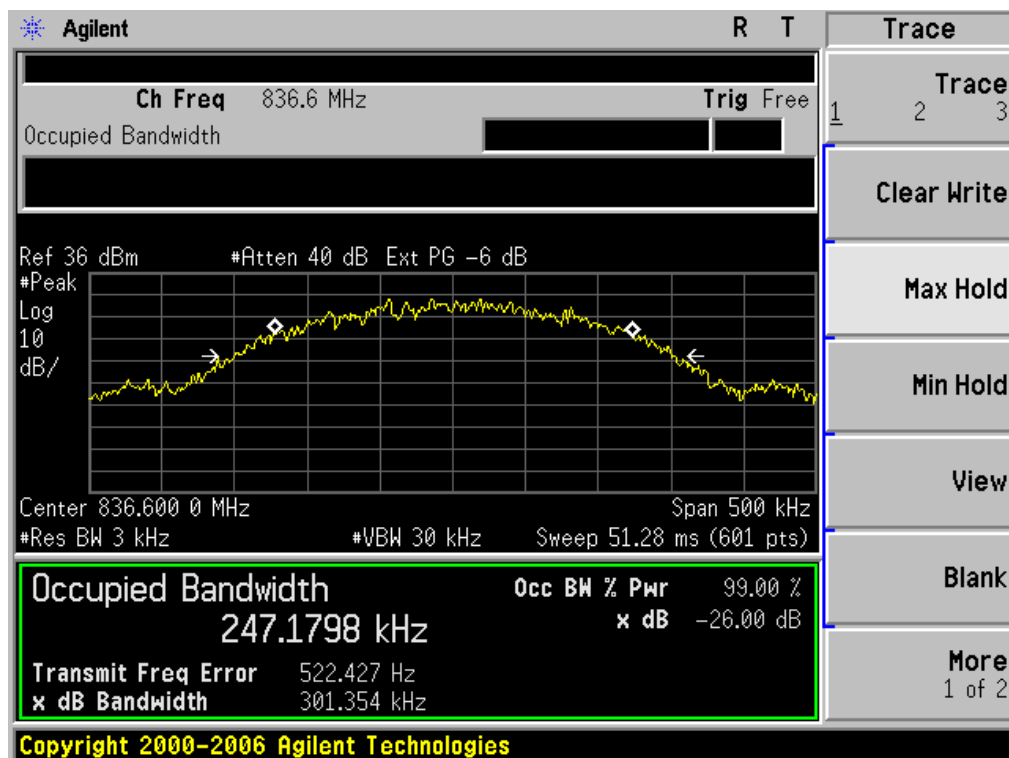 Agilent R T
Ch Freq 836.6 MHz Trig Free
Occupied Bandwidth
Ref 36 dBm #Atten 40 dB Ext PG -6 dB
#Peak
Log
10
dB/
Center 836.600 0 MHz Span 500 kHz
#Res BW 3 kHz #VBW 30 kHz Sweep 51.28 ms (601 pts)
Occupied Bandwidth Occ BW % Pwr 99.00 %
247.1798 kHz x dB -26.00 dB
Transmit Freq Error 522.427 Hz
x dB Bandwidth 301.354 kHz
Copyright 2000-2006 Agilent Technologies
Trace
Trace
1 2 3
Clear Write
Max Hold
Min Hold
View
Blank
More
1 of 2